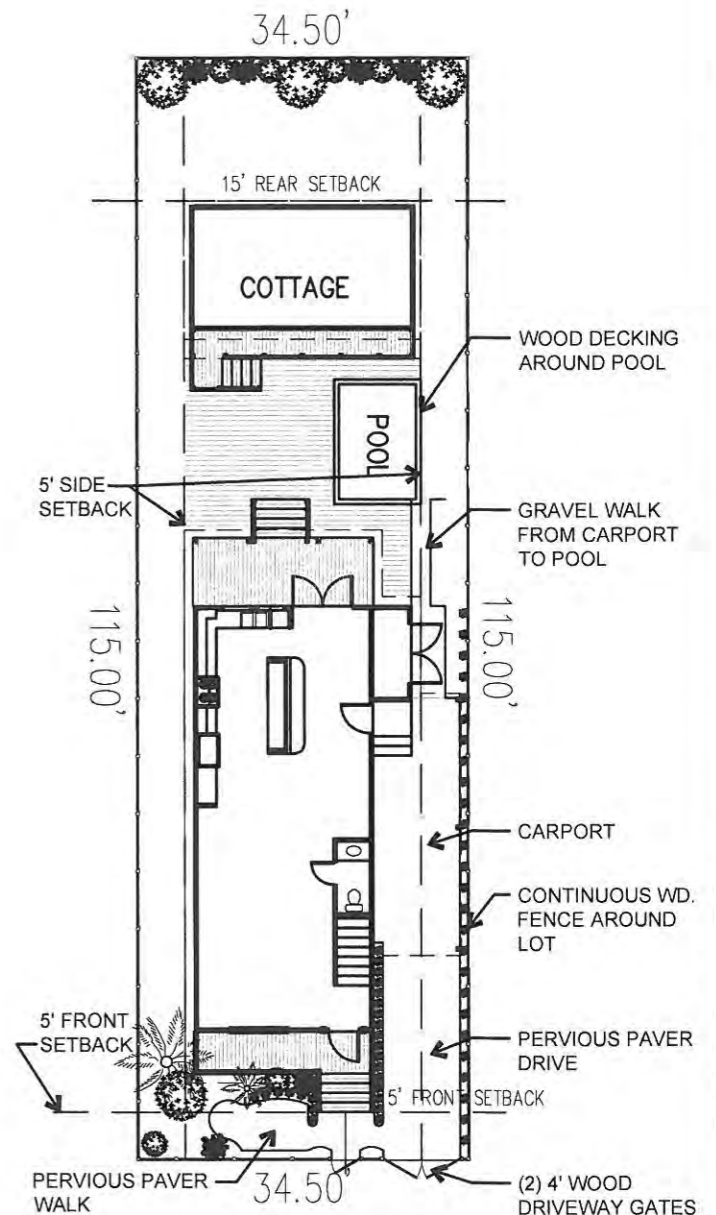 34.50'
15' REAR SETBACK
COTTAGE
WOOD DECKING
AROUND POOL
POOL
5' SIDE
SETBACK
GRAVEL WALK
FROM CARPORT
TO POOL
115.00'
115.00'
CARPORT
CONTINUOUS WD.
FENCE AROUND
LOT
5' FRONT
SETBACK
PERVIOUS PAVER
DRIVE
5' FRONT SETBACK
PERVIOUS PAVER
WALK
34.50'
(2) 4' WOOD
DRIVEWAY GATES